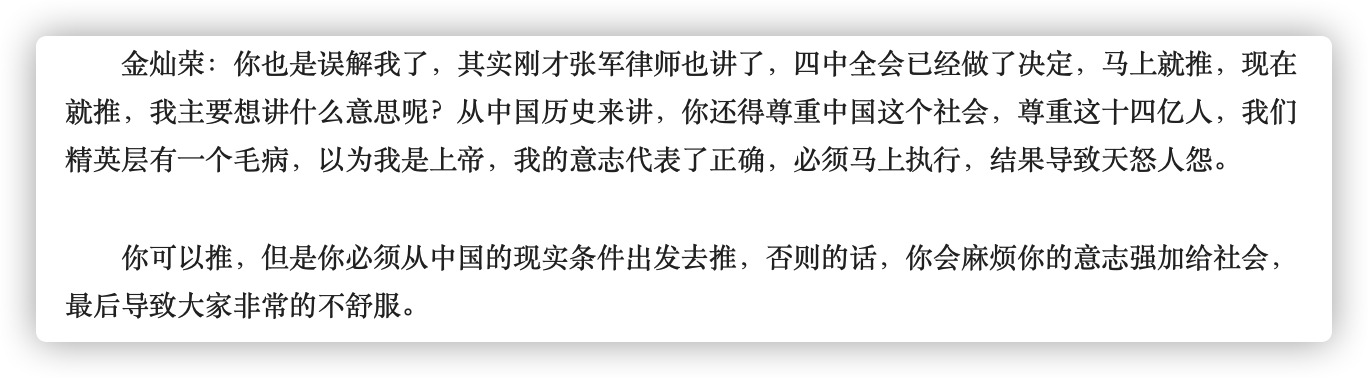 金灿荣：你也是误解我了，其实刚才张军律师也讲了，四中全会已经做了决定，马上就推，现在
就推，我主要想讲什么意思呢？从中国历史来讲，你还得尊重中国这个社会，尊重这十四亿人，我们
精英层有一个毛病，以为我是上帝，我的意志代表了正确，必须马上执行，结果导致天怒人怨。
你可以推，但是你必须从中国的现实条件出发去推，否则的话，你会麻烦你的意志强加给社会，
最后导致大家非常的不舒服。